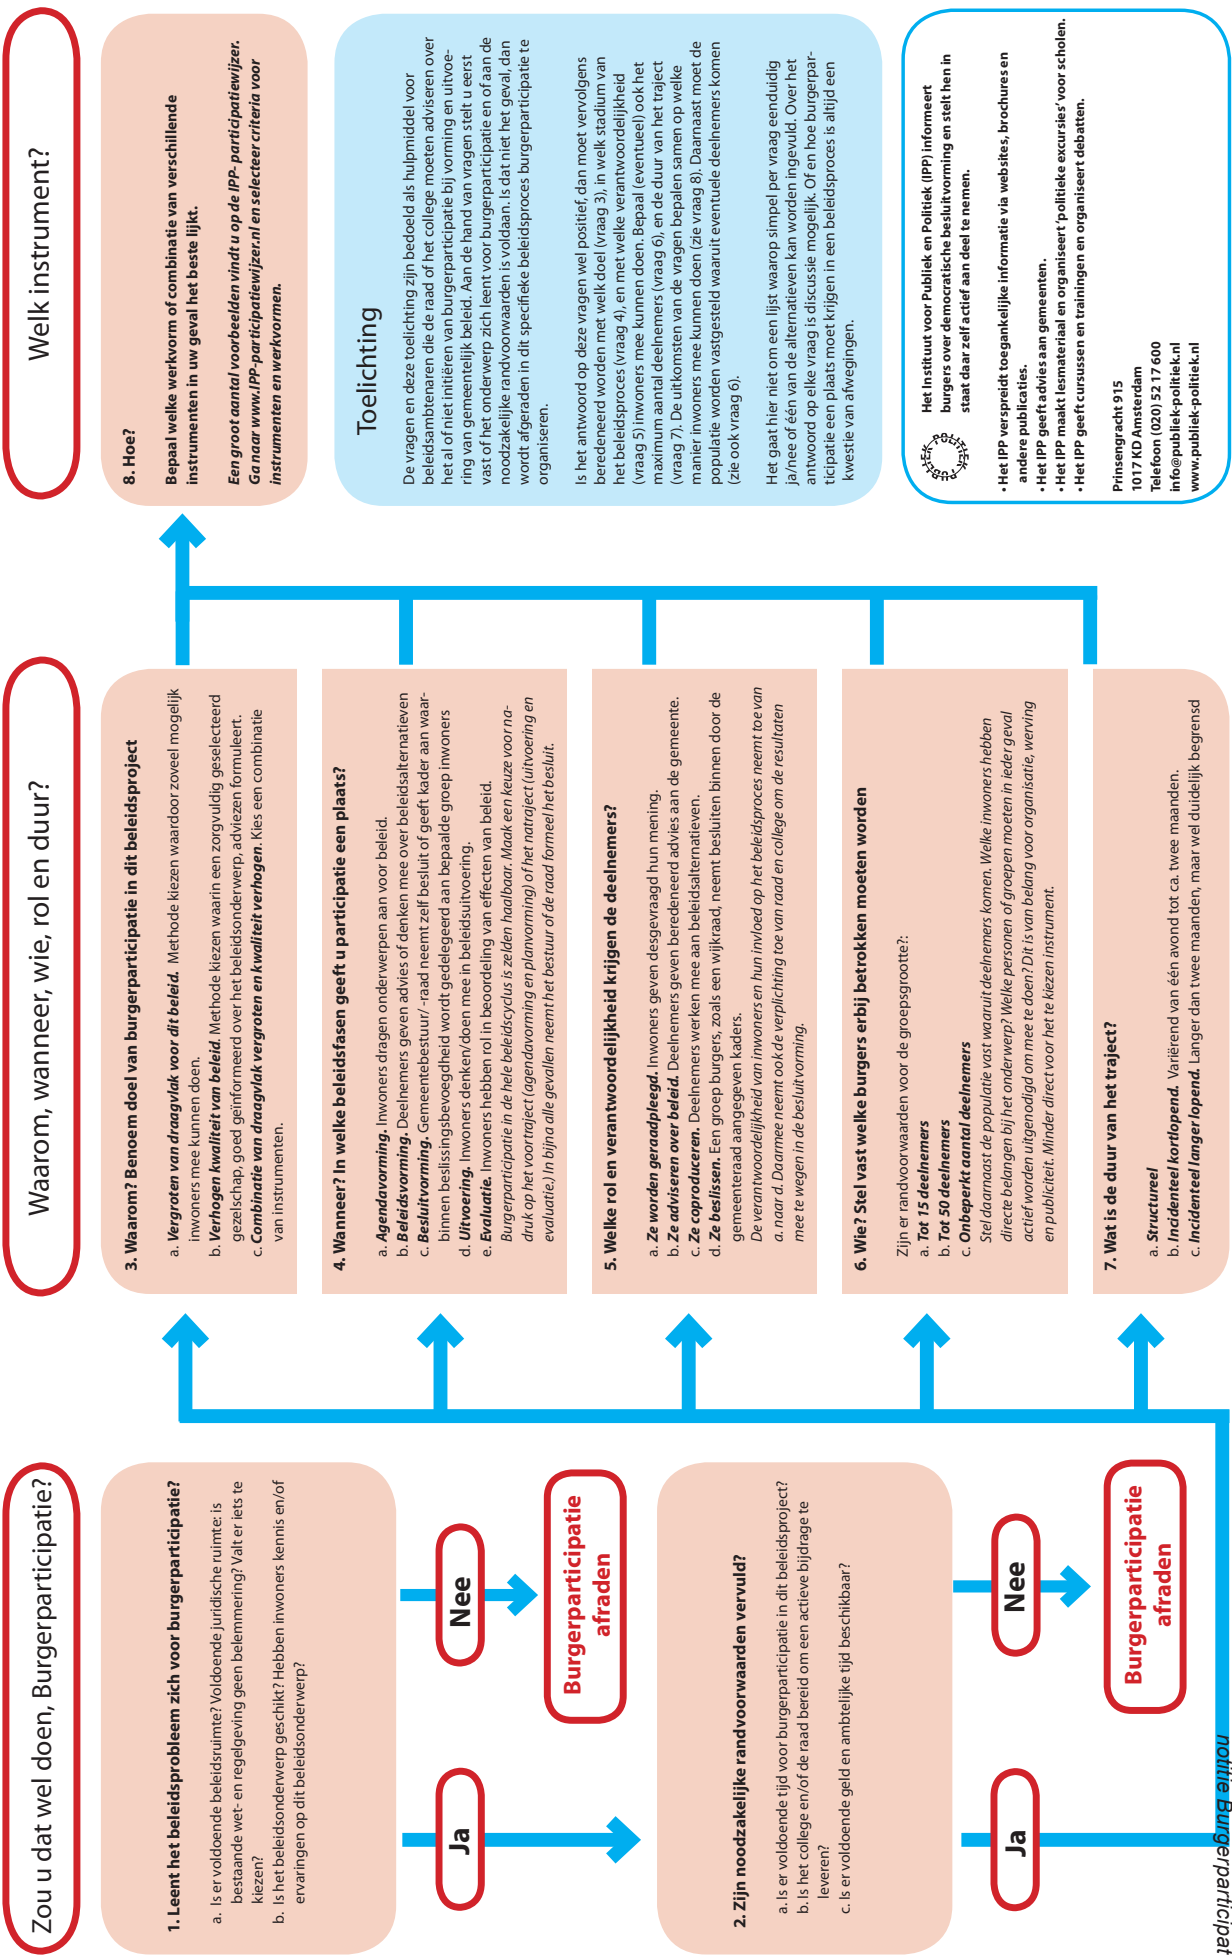 Zou u dat wel doen, Burgerparticipatie?
1. Leent het beleidsprobleem zich voor burgerparticipatie?
a. Is er voldoende beleidsruimte? Voldoende juridische ruimte: is
bestaande wet- en regelgeving geen belemmering? Valt er iets te
kiezen?
b. Is het beleidsonderwerp geschikt? Hebben inwoners kennis en/of
ervaringen op dit beleidsonderwerp?
Ja
Nee
Burgerparticipatie
afraden
2. Zijn noodzakelijke randvoorwaarden vervuld?
a. Is er voldoende tijd voor burgerparticipatie in dit beleidsproject?
b. Is het college en/of de raad bereid om een actieve bijdrage te
leveren?
c. Is er voldoende geld en ambtelijke tijd beschikbaar?
Ja
Nee
Burgerparticipatie
afraden
Waarom, wanneer, wie, rol en duur?
3. Waarom? Benoem doel van burgerparticipatie in dit beleidsproject
a. Vergroten van draagvlak voor dit beleid. Methode kiezen waardoor zoveel mogelijk
inwoners mee kunnen doen.
b. Verhogen kwaliteit van beleid. Methode kiezen waarin een zorgvuldig geselecteerd
gezelschap, goed geïnformeerd over het beleidsonderwerp, adviezen formuleert.
c. Combinatie van draagvlak vergroten en kwaliteit verhogen. Kies een combinatie
van instrumenten.
4. Wanneer? In welke beleidsfasen geeft u participatie een plaats?
a. Agendavorming. Inwoners dragen onderwerpen aan voor beleid.
b. Beleidsvorming. Deelnemers geven advies of denken mee over beleidsalternatieven
c. Besluitvorming. Gemeentebestuur/ -raad neemt zelf besluit of geeft kader aan waar-
binnen beslissingsbevoegdheid wordt gedelegeerd aan bepaalde groep inwoners
d. Uitvoering. Inwoners denken/doen mee in beleidsuitvoering.
e. Evaluatie. Inwoners hebben rol in beoordeling van effecten van beleid.
Burgerparticipatie in de hele beleidscyclus is zelden haalbaar. Maak een keuze voor na-
druk op het voortraject (agendavorming en planvorming) of het natraject (uitvoering en
evaluatie.) In bijna alle gevallen neemt het bestuur of de raad formeel het besluit.
5. Welke rol en verantwoordelijkheid krijgen de deelnemers?
a. Ze worden geraadpleegd. Inwoners geven desgevraagd hun mening.
b. Ze adviseren over beleid. Deelnemers geven beredeneerd advies aan de gemeente.
c. Ze coproduceren. Deelnemers werken mee aan beleidsalternatieven.
d. Ze beslissen. Een groep burgers, zoals een wijkraad, neemt besluiten binnen door de
gemeenteraad aangegeven kaders.
De verantwoordelijkheid van inwoners en hun invloed op het beleidsproces neemt toe van
a. naar d. Daarmee neemt ook de verplichting toe van raad en college om de resultaten
mee te wegen in de besluitvorming.
6. Wie? Stel vast welke burgers erbij betrokken moeten worden
Zijn er randvoorwaarden voor de groepsgrootte?:
a. Tot 15 deelnemers
b. Tot 50 deelnemers
c. Onbeperkt aantal deelnemers
Stel daarnaast de populatie vast waaruit deelnemers komen. Welke inwoners hebben
directe belangen bij het onderwerp? Welke personen of groepen moeten in ieder geval
actief worden uitgenodigd om mee te doen? Dit is van belang voor organisatie, werving
en publiciteit. Minder direct voor het te kiezen instrument.
7. Wat is de duur van het traject?
a. Structureel
b. Incidenteel kortlopend. Variërend van één avond tot ca. twee maanden.
c. Incidenteel langer lopend. Langer dan twee maanden, maar wel duidelijk begrensd
Welk instrument?
8. Hoe?
Bepaal welke werkvorm of combinatie van verschillende
instrumenten in uw geval het beste lijkt.
Een groot aantal voorbeelden vindt u op de IPP- participatiewijzer.
Ga naar www.IPP-participatiewijzer.nl en selecteer criteria voor
instrumenten en werkvormen.
Toelichting
De vragen en deze toelichting zijn bedoeld als hulpmiddel voor
beleidsambtenaren die de raad of het college moeten adviseren over
het al of niet initiëren van burgerparticipatie bij vorming en uitvoe-
ring van gemeentelijk beleid. Aan de hand van vragen stelt u eerst
vast of het onderwerp zich leent voor burgerparticipatie en of aan de
noodzakelijke randvoorwaarden is voldaan. Is dat niet het geval, dan
wordt afgeraden in dit specifieke beleidsproces burgerparticipatie te
organiseren.
Is het antwoord op deze vragen wel positief, dan moet vervolgens
beredeneerd worden met welk doel (vraag 3), in welk stadium van
het beleidsproces (vraag 4), en met welke verantwoordelijkheid
(vraag 5) inwoners mee kunnen doen. Bepaal (eventueel) ook het
maximum aantal deelnemers (vraag 6), en de duur van het traject
(vraag 7). De uitkomsten van de vragen bepalen samen op welke
manier inwoners mee kunnen doen (zie vraag 8). Daarnaast moet de
populatie worden vastgesteld waaruit eventuele deelnemers komen
(zie ook vraag 6).
Het gaat hier niet om een lijst waarop simpel per vraag eenduidig
ja/nee of één van de alternatieven kan worden ingevuld. Over het
antwoord op elke vraag is discussie mogelijk. Of en hoe burgerpar-
ticipatie een plaats moet krijgen in een beleidsproces is altijd een
kwestie van afwegingen.
PUBLIEK POLITIEK
Het Instituut voor Publiek en Politiek (IPP) informeert
burgers over democratische besluitvorming en stelt hen in
staat daar zelf actief aan deel te nemen.
• Het IPP verspreidt toegankelijke informatie via websites, brochures en
andere publicaties.
• Het IPP geeft advies aan gemeenten.
• Het IPP maakt lesmateriaal en organiseert ‘politieke excursies’ voor scholen.
• Het IPP geeft cursussen en trainingen en organiseert debatten.
Prinsengracht 915
1017 KD Amsterdam
Telefoon (020) 52 17 600
info@publiek-politiek.nl
www.publiek-politiek.nl
notitie Burgerparticipat